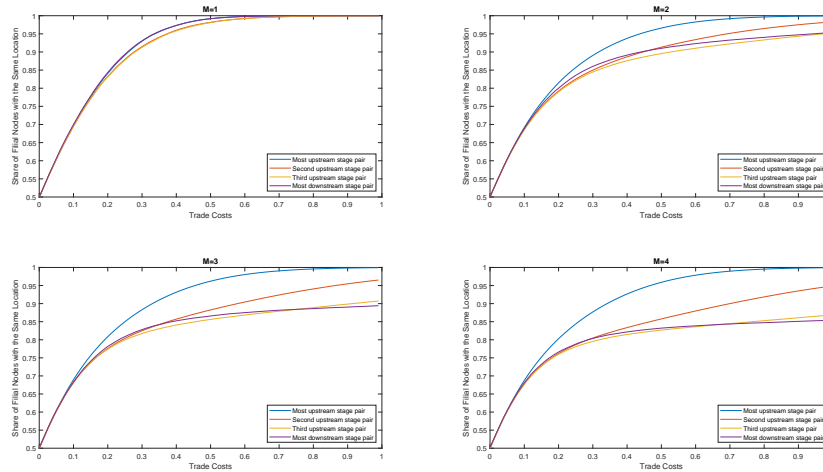 M=1
Share of Filial Nodes with the Same Location
1
0.95
0.9
0.85
0.8
0.75
0.7
0.65
0.6
0.55
0.5
0 0.1 0.2 0.3 0.4 0.5 0.6 0.7 0.8 0.9 1
Trade Costs
Most upstream stage pair
Second upstream stage pair
Third upstream stage pair
Most downstream stage pair
M=2
Share of Filial Nodes with the Same Location
1
0.95
0.9
0.85
0.8
0.75
0.7
0.65
0.6
0.55
0.5
0 0.1 0.2 0.3 0.4 0.5 0.6 0.7 0.8 0.9
Trade Costs
Most upstream stage pair
Second upstream stage pair
Third upstream stage pair
Most downstream stage pair
M=3
Share of Filial Nodes with the Same Location
1
0.95
0.9
0.85
0.8
0.75
0.7
0.65
0.6
0.55
0.5
0 0.1 0.2 0.3 0.4 0.5 0.6 0.7 0.8 0.9 1
Trade Costs
Most upstream stage pair
Second upstream stage pair
Third upstream stage pair
Most downstream stage pair
M=4
Share of Filial Nodes with the Same Location
1
0.95
0.9
0.85
0.8
0.75
0.7
0.65
0.6
0.55
0.5
0 0.1 0.2 0.3 0.4 0.5 0.6 0.7 0.8 0.9
Trade Costs
Most upstream stage pair
Second upstream stage pair
Third upstream stage pair
Most downstream stage pair